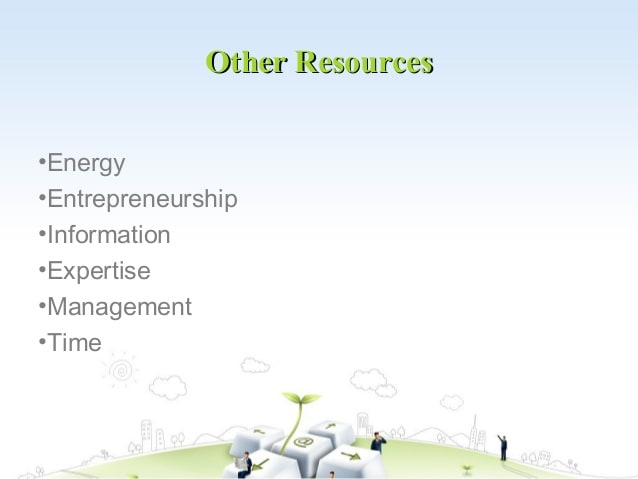 Other Resources
•Energy
•Entrepreneurship
•Information
•Expertise
•Management
•Time
@